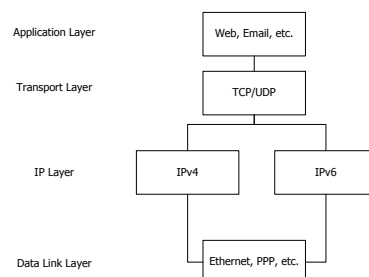 Application Layer
Web, Email, etc.
Transport Layer
TCP/UDP
IP Layer
IPv4
IPv6
Data Link Layer
Ethernet, PPP, etc.